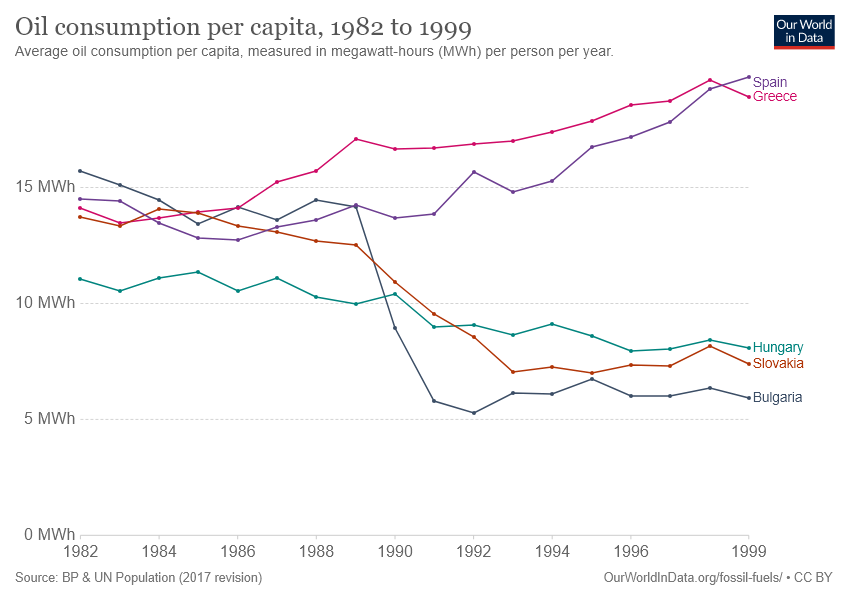 Oil consumption per capita, 1982 to 1999
Average oil consumption per capita, measured in megawatt-hours (MWh) per person per year.
Our World
in Data
Spain
Greece
15 MWh
10 MWh
Hungary
Slovakia
Bulgaria
5 MWh
0 MWh
1982 1984 1986 1988 1990 1992 1994 1996 1999
Source: BP & UN Population (2017 revision) OurWorldInData.org/fossil-fuels/ • CC BY